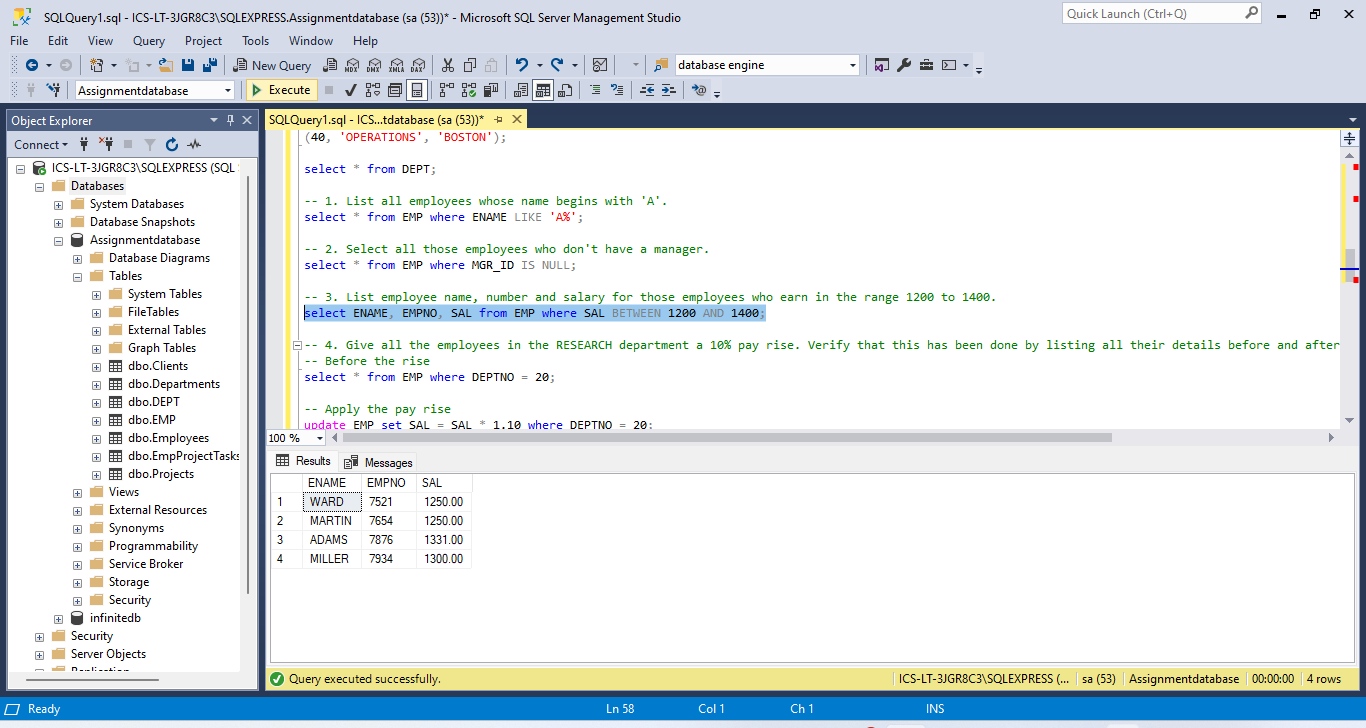 SQLQuery1.sql - ICS-LT-3JGR8C3\SQLEXPRESS.Assignmentdatabase (sa (53))* - Microsoft SQL Server Management Studio
Quick Launch (Ctrl+Q)
File Edit View Query Project Tools Window Help
New Query MDX DMX XMLA DAX database engine
Assignmentdatabase Execute
Object Explorer
Connect
ICS-LT-3JGR8C3\SQLEXPRESS (SQL
Databases
System Databases
Database Snapshots
Assignmentdatabase
Database Diagrams
Tables
System Tables
FileTables
External Tables
Graph Tables
dbo.Clients
dbo.Departments
dbo.DEPT
dbo.EMP
dbo.Employees
dbo.EmpProjectTasks
dbo.Projects
Views
External Resources
Synonyms
Programmability
Service Broker
Storage
Security
infinitedb
Security
Server Objects
Replication
SQLQuery1.sql - ICS...tdatabase (sa (53))*
(40, 'OPERATIONS', 'BOSTON');
select * from DEPT;
-- 1. List all employees whose name begins with 'A'.
select * from EMP where ENAME LIKE 'A%';
-- 2. Select all those employees who don't have a manager.
select * from EMP where MGR_ID IS NULL;
-- 3. List employee name, number and salary for those employees who earn in the range 1200 to 1400.
select ENAME, EMPNO, SAL from EMP where SAL BETWEEN 1200 AND 1400;
-- 4. Give all the employees in the RESEARCH department a 10% pay rise. Verify that this has been done by listing all their details before and after
-- Before the rise
select * from EMP where DEPTNO = 20;
-- Apply the pay rise
update EMP set SAL = SAL * 1.10 where DEPTNO = 20;
100 %
Results Messages
ENAME EMPNO SAL
1 WARD 7521 1250.00
2 MARTIN 7654 1250.00
3 ADAMS 7876 1331.00
4 MILLER 7934 1300.00
Query executed successfully. ICS-LT-3JGR8C3\SQLEXPRESS (... sa (53) Assignmentdatabase 00:00:00 4 rows
Ready Ln 58 Col 1 Ch 1 INS